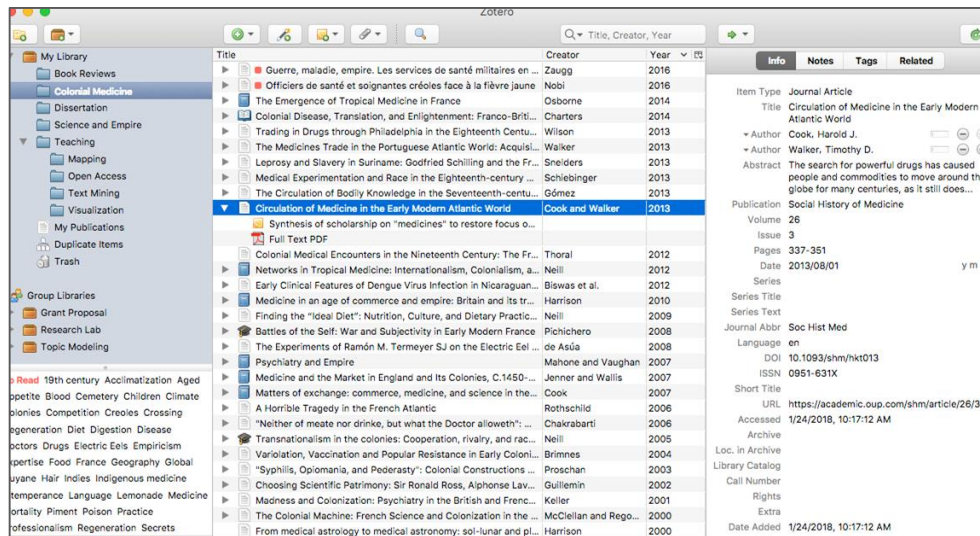 Zotero
Title, Creator, Year
My Library
Book Reviews
Colonial Medicine
Dissertation
Science and Empire
Teaching
Mapping
Open Access
Text Mining
Visualization
My Publications
Duplicate Items
Trash
Group Libraries
Grant Proposal
Research Lab
Topic Modeling
Read 19th century Acclimatization Aged
Blood Cemetery Children Climate
Competition Creoles Crossing
Diet Digestion Disease
Drugs Electric Eels Empiricism
Food France Geography Global
Hair Indies Indigenous medicine
Language Lemonade Medicine
Piment Poison Practice
Regeneration Secrets
Title Creator Year
Guerre, maladie, empire. Les services de santé militaires en ... Zaugg 2016
Officiers de santé et soignantes créoles face à la fièvre jaune Nobi 2016
The Emergence of Tropical Medicine in France Osborne 2014
Colonial Disease, Translation, and Enlightenment: Franco-Briti... Charters 2014
Trading in Drugs through Philadelphia in the Eighteenth Centu... Wilson 2013
The Medicines Trade in the Portuguese Atlantic World: Acquisi... Walker 2013
Leprosy and Slavery in Suriname: Godfried Schilling and the Fr... Snelders 2013
Medical Experimentation and Race in the Eighteenth-century ... Schiebinger 2013
The Circulation of Bodily Knowledge in the Seventeenth-centu... Gómez 2013
Circulation of Medicine in the Early Modern Atlantic World Cook and Walker 2013
Synthesis of scholarship on "medicines" to restore focus o...
Full Text PDF
Colonial Medical Encounters in the Nineteenth Century: The Fr... Thoral 2012
Networks in Tropical Medicine: Internationalism, Colonialism, a... Neill 2012
Early Clinical Features of Dengue Virus Infection in Nicaraguan... Biswas et al. 2012
Medicine in an age of commerce and empire: Britain and its tr... Harrison 2010
Finding the "Ideal Diet": Nutrition, Culture, and Dietary Practic... Neill 2009
Battles of the Self: War and Subjectivity in Early Modern France Pichichero 2008
The Experiments of Ramón M. Termeyer SJ on the Electric Eel ... de Asúa 2008
Psychiatry and Empire Mahone and Vaughan 2007
Medicine and the Market in England and Its Colonies, C.1450-... Jenner and Wallis 2007
Matters of exchange: commerce, medicine, and science in the... Cook 2007
A Horrible Tragedy in the French Atlantic Rothschild 2006
"Neither of meate nor drinke, but what the Doctor alloweth": ... Chakrabarti 2006
Transnationalism in the colonies: Cooperation, rivalry, and rac... Neill 2005
Variolation, Vaccination and Popular Resistance in Early Coloni... Brimnes 2004
"Syphilis, Opiomania, and Pederasty": Colonial Constructions ... Proschan 2003
Choosing Scientific Patrimony: Sir Ronald Ross, Alphonse Lav... Guillemin 2002
Madness and Colonization: Psychiatry in the British and Frenc... Keller 2001
The Colonial Machine: French Science and Colonization in the ... McClellan and Rego... 2000
From medical astrology to medical astronomy: sol-lunar and pl... Harrison 2000
Info Notes Tags Related
Item Type Journal Article
Title Circulation of Medicine in the Early Modern
Atlantic World
Author Cook, Harold J.
Author Walker, Timothy D.
Abstract The search for powerful drugs has caused
people and commodities to move around
globe for many centuries, as it still does...
Publication Social History of Medicine
Volume 26
Issue 3
Pages 337-351
Date 2013/08/01 y m
Series
Series Title
Series Text
Journal Abbr Soc Hist Med
Language en
DOI 10.1093/shm/hkt013
ISSN 0951-631X
Short Title
URL https://academic.oup.com/shm/article/26/3
Accessed 1/24/2018, 10:17:12 AM
Archive
Loc. in Archive
Library Catalog
Call Number
Rights
Extra
Date Added 1/24/2018, 10:17:12 AM